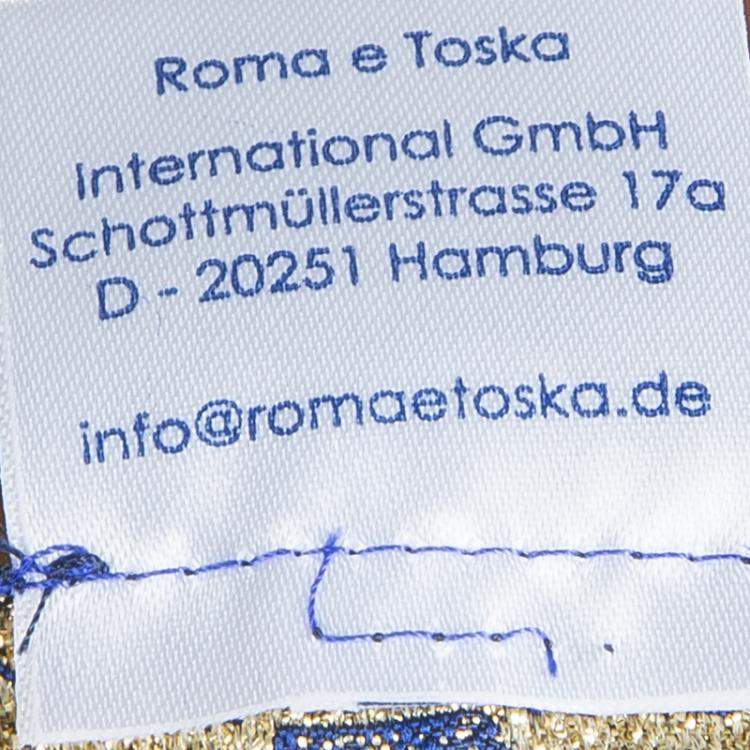 Roma e Toska
International GmbH
Schottmüllerstrasse 17a
D - 20251 Hamburg
info@romaetoska.de